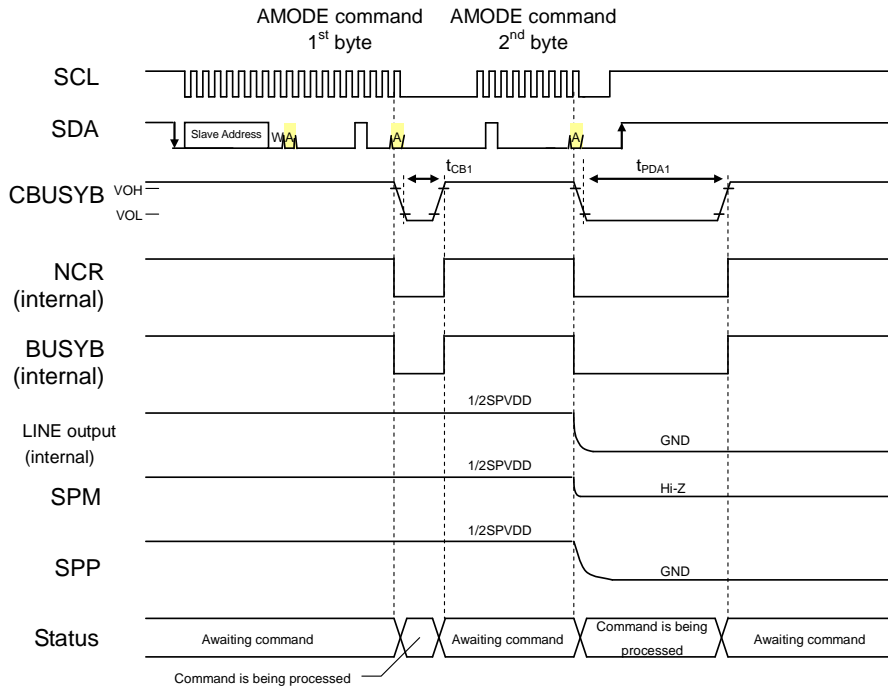 AMODE command
1st byte
AMODE command
2nd byte
SCL
SDA
Slave Address
W
A
A
A
tCB1
tPDA1
CBUSYB
VOH
VOL
NCR
(internal)
BUSYB
(internal)
1/2SPVDD
LINE output
(internal)
GND
1/2SPVDD
SPM
Hi-Z
1/2SPVDD
SPP
GND
Status
Awaiting command
Awaiting command
Command is being
processed
Awaiting command
Command is being processed